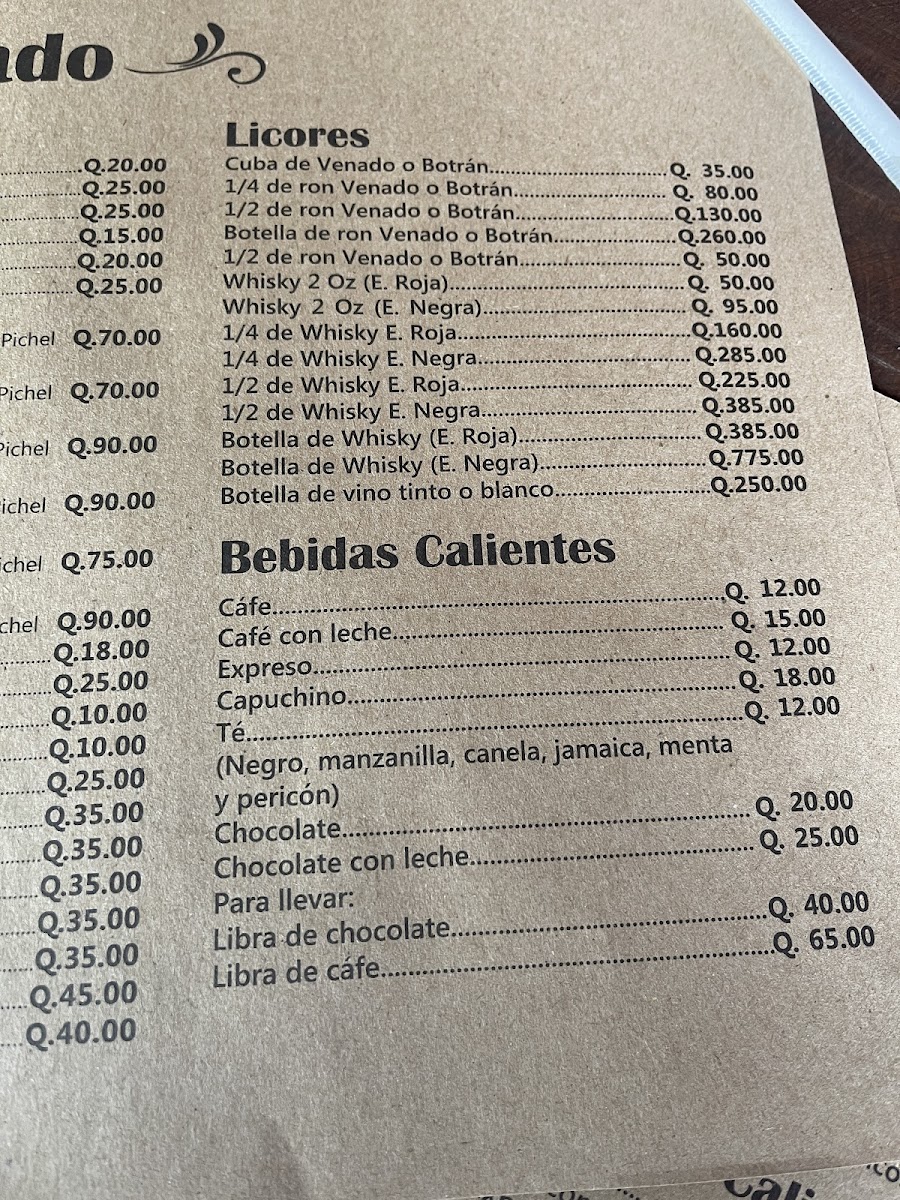 ado
Q.20.00
Q.25.00
Q.25.00
Q.15.00
Q.20.00
Q.25.00
Pichel Q.70.00
Pichel Q.70.00
Pichel Q.90.00
ichel Q.90.00
ichel Q.75.00
chel Q.90.00
Q.18.00
Q.25.00
Q.10.00
Q.10.00
Q.25.00
Q.35.00
Q.35.00
Q.35.00
Q.35.00
Q.35.00
Q.45.00
Q.40.00
Licores
Cuba de Venado o Botrán Q. 35.00
1/4 de ron Venado o Botrán Q. 80.00
1/2 de ron Venado o Botrán Q.130.00
Botella de ron Venado o Botrán Q.260.00
1/2 de ron Venado o Botrán Q. 50.00
Whisky 2 Oz (E. Roja) Q. 50.00
Whisky 2 Oz (E. Negra) Q. 95.00
1/4 de Whisky E. Roja Q.160.00
1/4 de Whisky E. Negra Q.285.00
1/2 de Whisky E. Roja Q.225.00
1/2 de Whisky E. Negra Q.385.00
Botella de Whisky (E. Roja) Q.385.00
Botella de Whisky (E. Negra) Q.775.00
Botella de vino tinto o blanco Q.250.00
Bebidas Calientes
Cáfe Q. 12.00
Café con leche Q. 15.00
Expreso Q. 12.00
Capuchino Q. 18.00
Té Q. 12.00
(Negro, manzanilla, canela, jamaica, menta
y pericón)
Chocolate Q. 20.00
Chocolate con leche Q. 25.00
Para llevar:
Libra de chocolate Q. 40.00
Libra de cáfe Q. 65.00